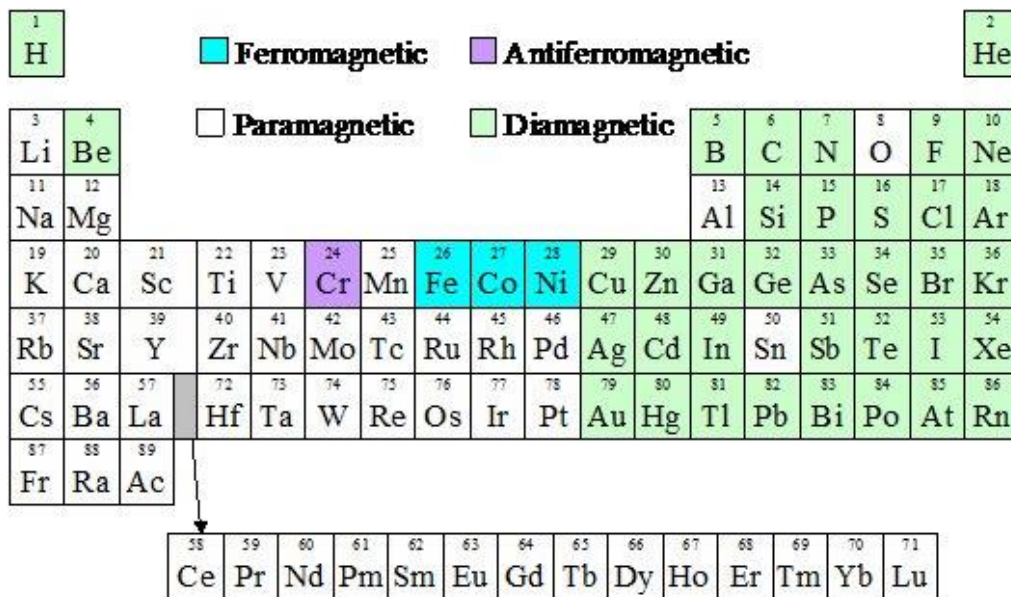 1 2
H Ferromagnetic Antiferromagnetic He
3 4 Paramagnetic Diamagnetic 5 6 7 8 9 10
Li Be B C N O F Ne
11 12 13 14 15 16 17 18
Na Mg Al Si P S Cl Ar
19 20 21 22 23 24 25 26 27 28 29 30 31 32 33 34 35 36
K Ca Sc Ti V Cr Mn Fe Co Ni Cu Zn Ga Ge As Se Br Kr
37 38 39 40 41 42 43 44 45 46 47 48 49 50 51 52 53 54
Rb Sr Y Zr Nb Mo Tc Ru Rh Pd Ag Cd In Sn Sb Te I Xe
55 56 57 72 73 74 75 76 77 78 79 80 81 82 83 84 85 86
Cs Ba La Hf Ta W Re Os Ir Pt Au Hg Tl Pb Bi Po At Rn
87 88 89
Fr Ra Ac
58 59 60 61 62 63 64 65 66 67 68 69 70 71
Ce Pr Nd Pm Sm Eu Gd Tb Dy Ho Er Tm Yb Lu